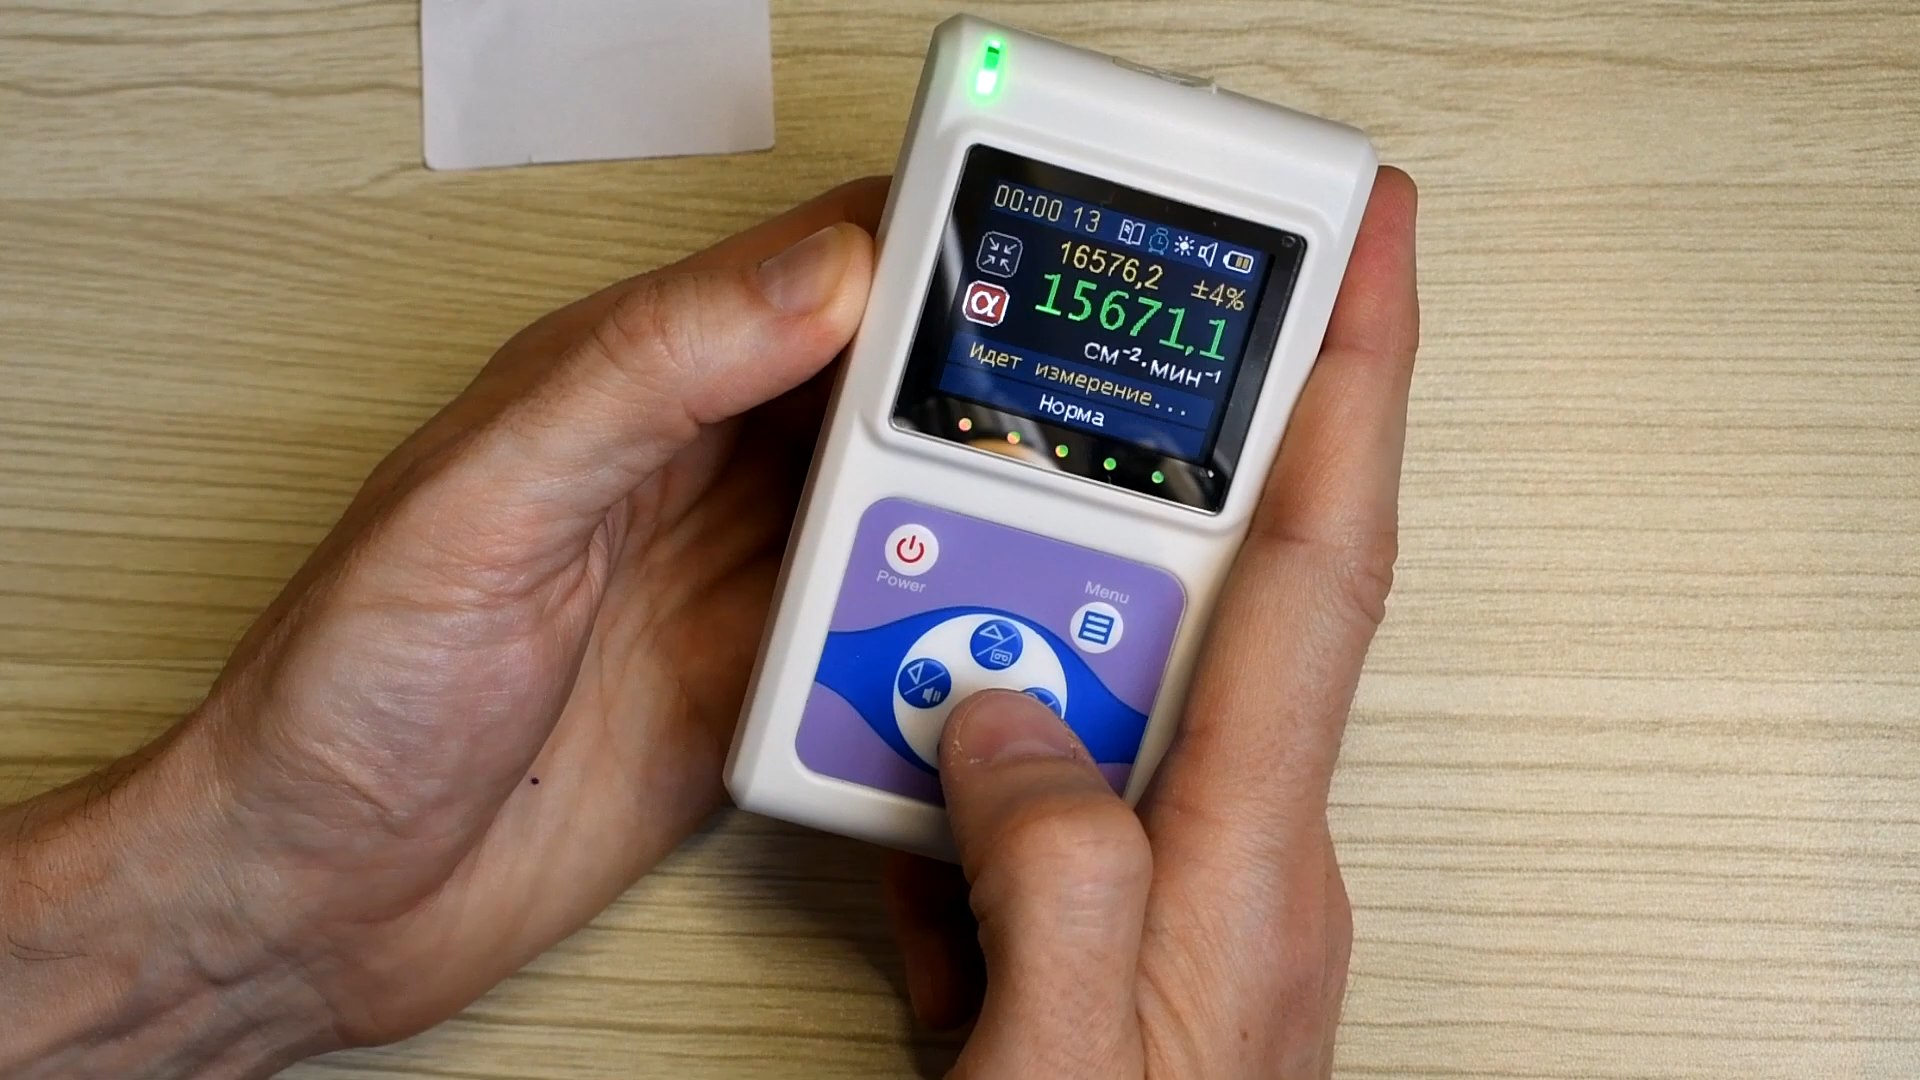 00:00 13
16576,2 ±4%
α 15671,1
см⁻²·мин⁻¹
Идет измерение...
Норма
Power
Menu